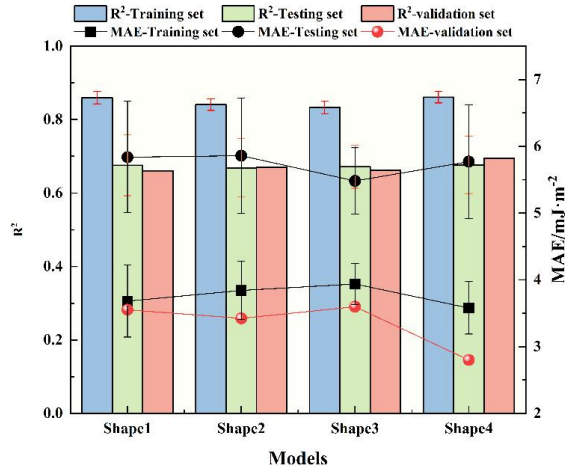 R²-Training set R²-Testing set R²-validation set
MAE-Training set MAE-Testing set MAE-validation set
1.0
0.8
0.6
0.4
0.2
0.0
R²
7
6
5
4
3
2
MAE/mJ·m⁻²
Shape1 Shape2 Shape3 Shape4
Models